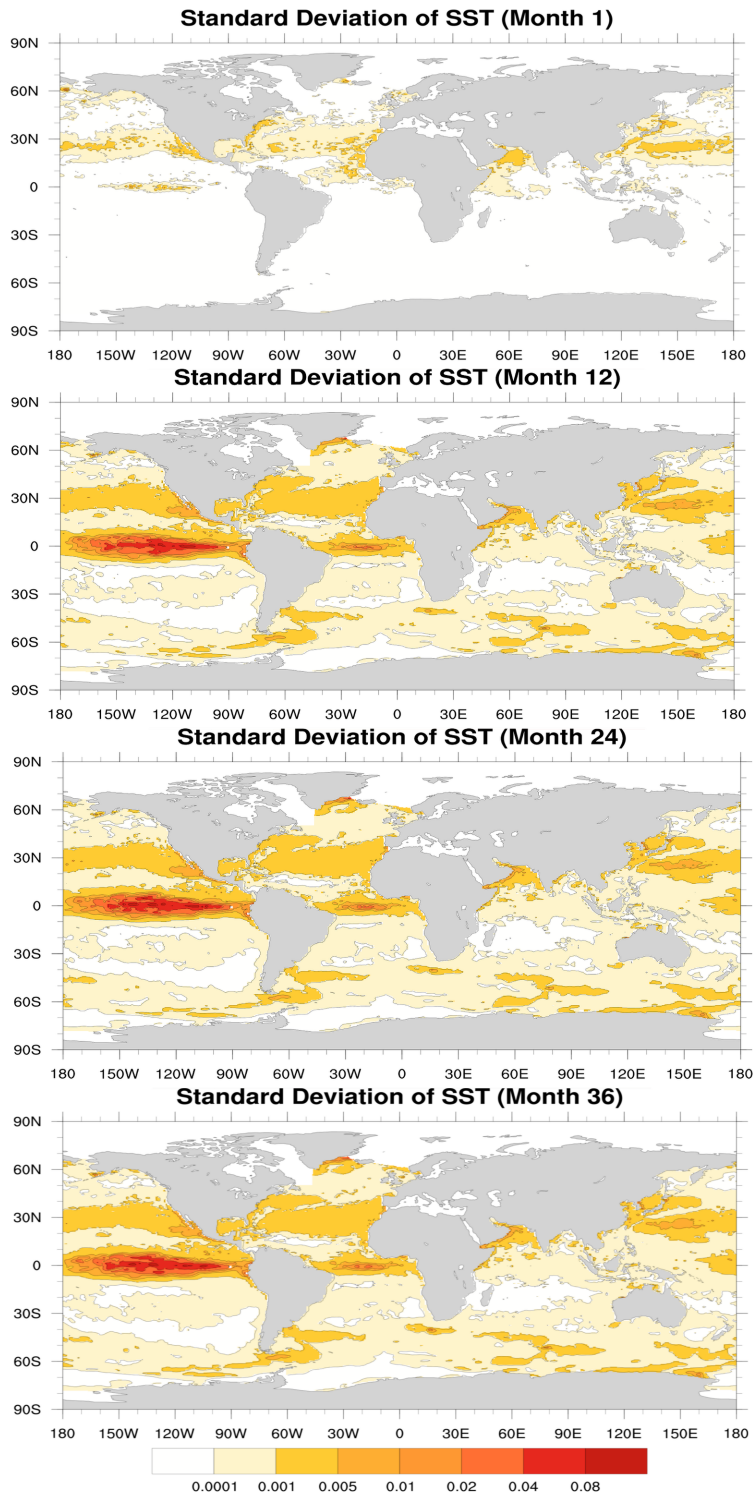 Standard Deviation of SST (Month 1)
90N
60N
30N
0
30S
60S
90S
180 150W 120W 90W 60W 30W 0 30E 60E 90E 120E 150E 180
Standard Deviation of SST (Month 12)
90N
60N
30N
0
30S
60S
90S
180 150W 120W 90W 60W 30W 0 30E 60E 90E 120E 150E 180
Standard Deviation of SST (Month 24)
90N
60N
30N
0
30S
60S
90S
180 150W 120W 90W 60W 30W 0 30E 60E 90E 120E 150E 180
Standard Deviation of SST (Month 36)
90N
60N
30N
0
30S
60S
90S
180 150W 120W 90W 60W 30W 0 30E 60E 90E 120E 150E 180
0.0001 0.001 0.005 0.01 0.02 0.04 0.08